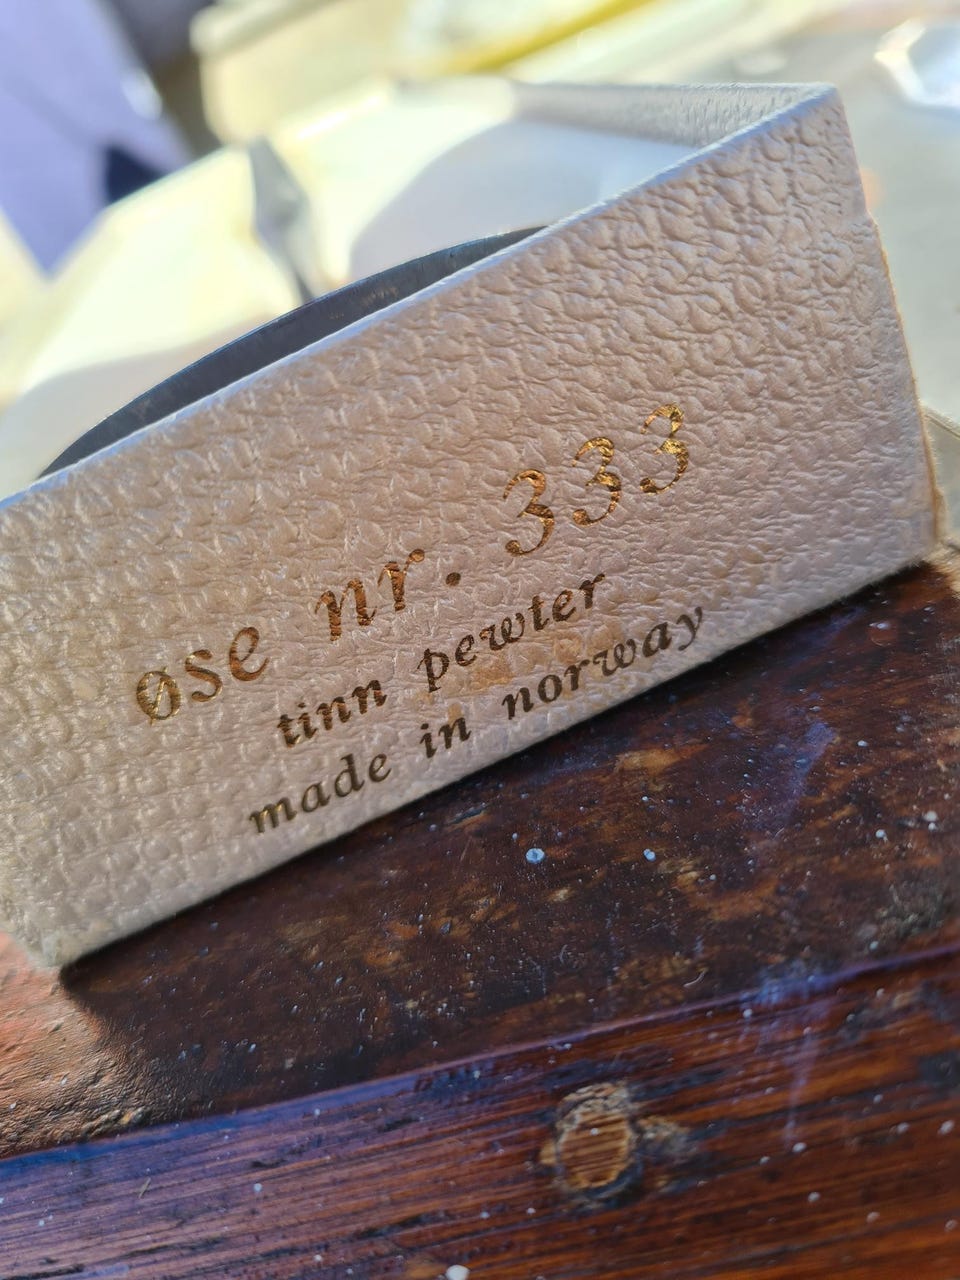 øse nr. 333
tinn pewter
made in norway